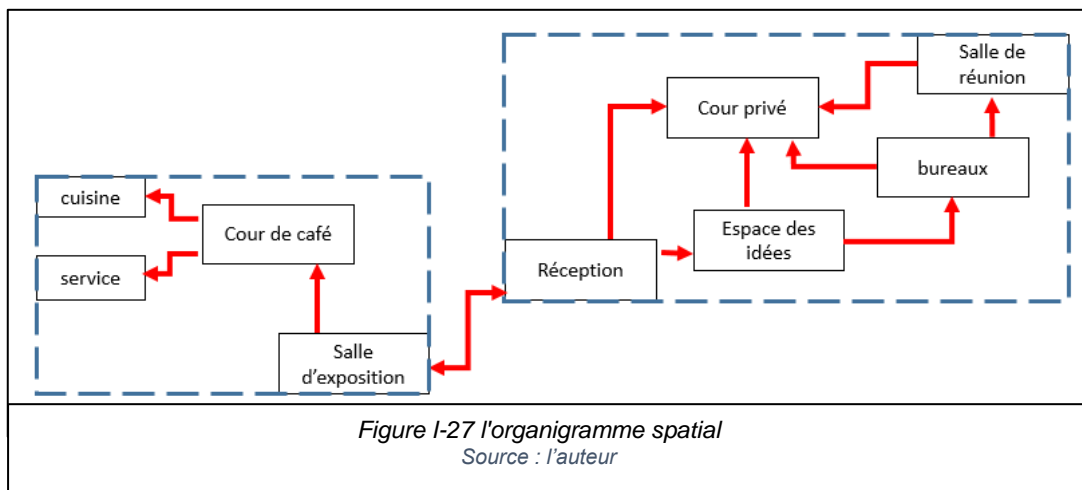 Salle de
réunion
Cour privé
bureaux
cuisine
Cour de café
Espace des
idées
service
Réception
Salle
d'exposition
Figure I-27 l'organigramme spatial
Source : l'auteur